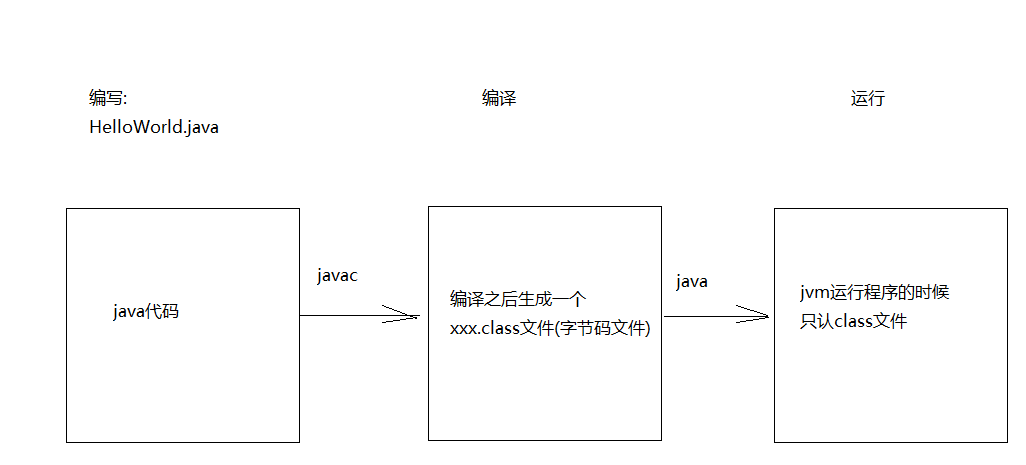 编写:
HelloWorld.java
编译
运行
java代码
javac
编译之后生成一个
xxx.class文件(字节码文件)
java
jvm运行程序的时候
只认class文件